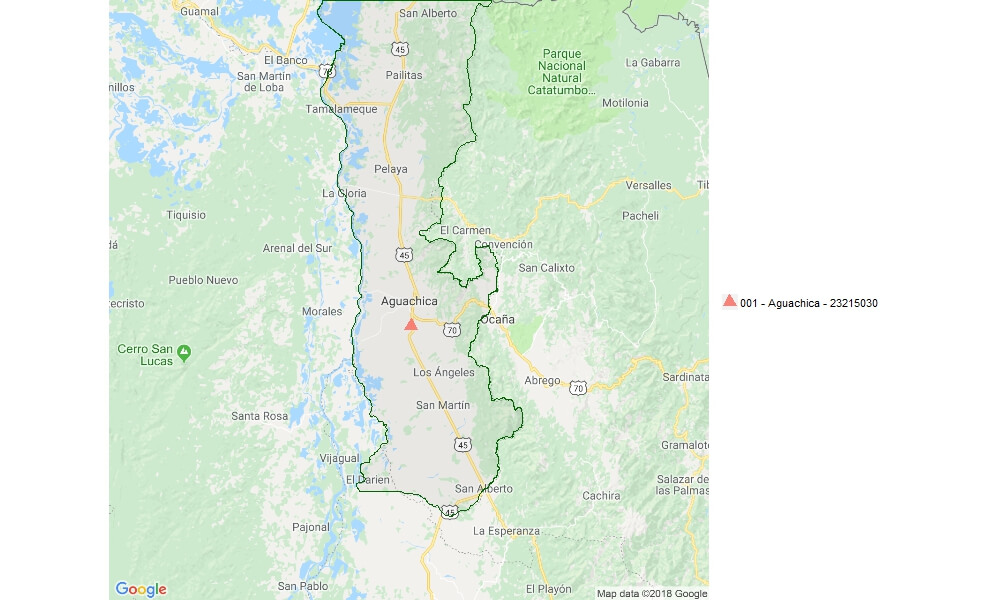 Guamal
San Alberto
45
El Banco
78
San Martin
de Loba
Pailitas
La Gabarra
Parque
Nacional
Natural
Catatumbo...
nillos
Tamalameque
Motilonia
Pelaya
La Gloria
Versalles
Tib
Tiquisio
Pacheli
El Carmen
dá
Arenal del Sur
Convención
45
San Calixto
Pueblo Nuevo
ecristo
Aguachica
001 - Aguachica - 23215030
Morales
Ocaña
70
Cerro San
Lucas
Los Ángeles
Abrego
70
Sardinata
San Martín
Santa Rosa
45
Gramalot
Vijagual
El Darien
San Alberto
Salazar de
las Palmas
Cachira
45
Pajonal
La Esperanza
San Pablo
El Playón
Google
Map data ©2018 Google